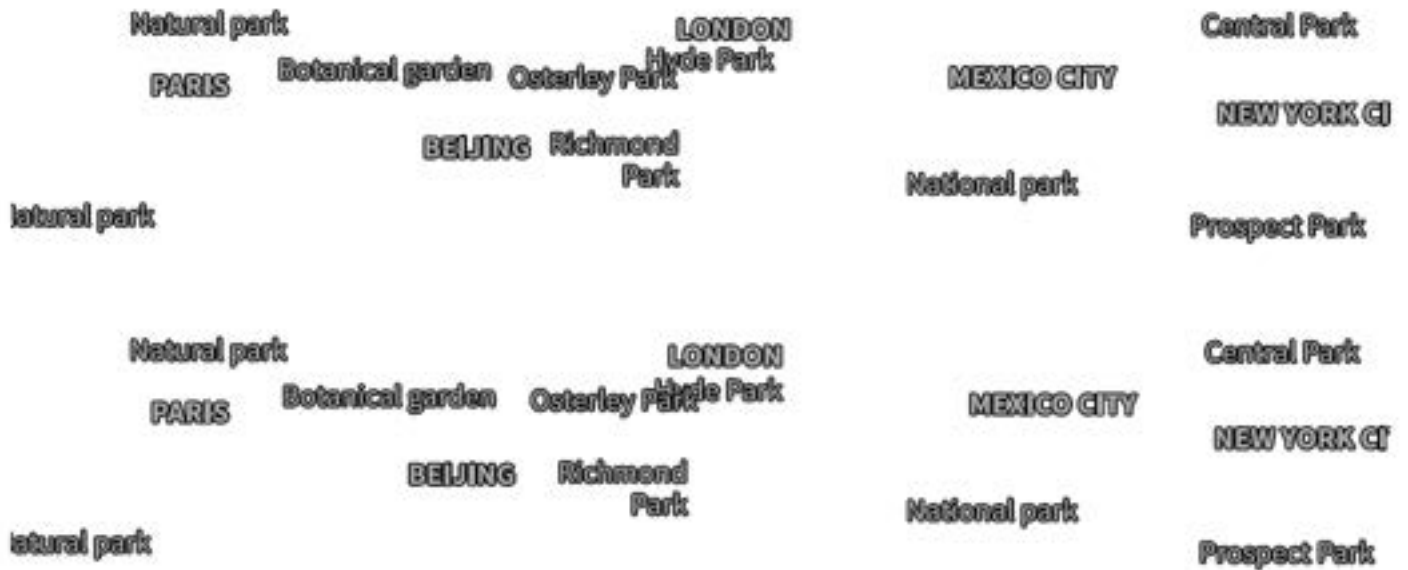 Natural park
LONDON
Central Park
Hyde Park
PARIS
Botanical garden
Osterley Park
MEXICO CITY
NEW YORK
BEIJING
Richmond
Park
National park
park
Prospect Park
Natural park
LONDON
Central Park
Hyde Park
PARIS
Botanical garden
Osterley Park
MEXICO CITY
NEW YORK
BEIJING
Richmond
Park
National park
park
Prospect Park